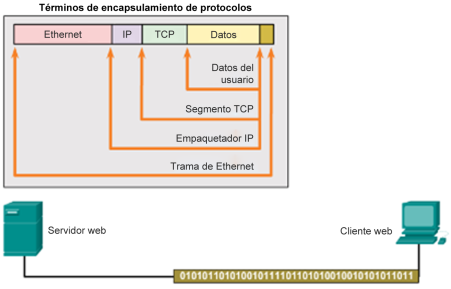 Términos de encapsulamiento de protocolos
Ethernet IP TCP Datos
Datos del
usuario
Segmento TCP
Empaquetador IP
Trama de Ethernet
Servidor web
Cliente web